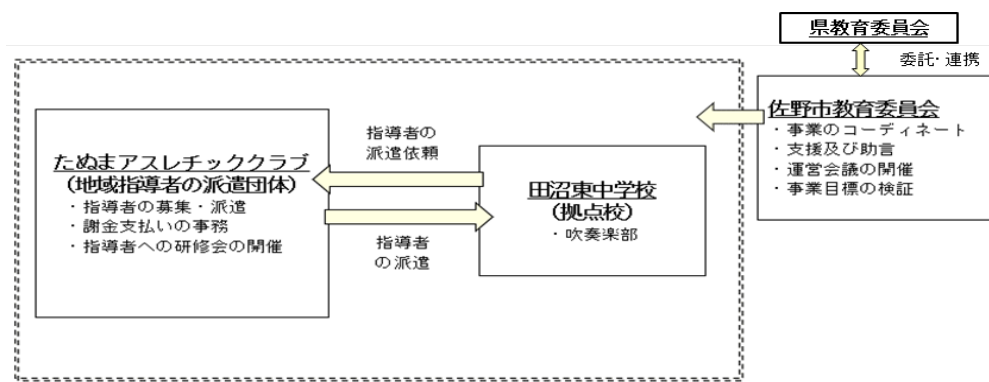 県教育委員会
委託・連携
佐野市教育委員会
・事業のコーディネート
・支援及び助言
・運営会議の開催
・事業目標の検証
たぬまアスレチッククラブ
(地域指導者の派遣団体)
・指導者の募集・派遣
・謝金支払いの事務
・指導者への研修会の開催
指導者の
派遣依頼
指導者
の派遣
田沼東中学校
(拠点校)
・吹奏楽部